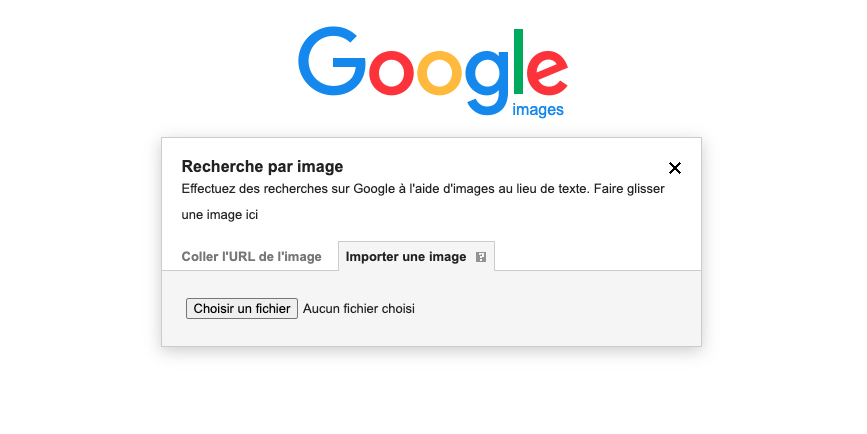 Google
images
Recherche par image
Effectuez des recherches sur Google à l'aide d'images au lieu de texte. Faire glisser
une image ici
Coller l'URL de l'image
Importer une image ?
Choisir un fichier Aucun fichier choisi